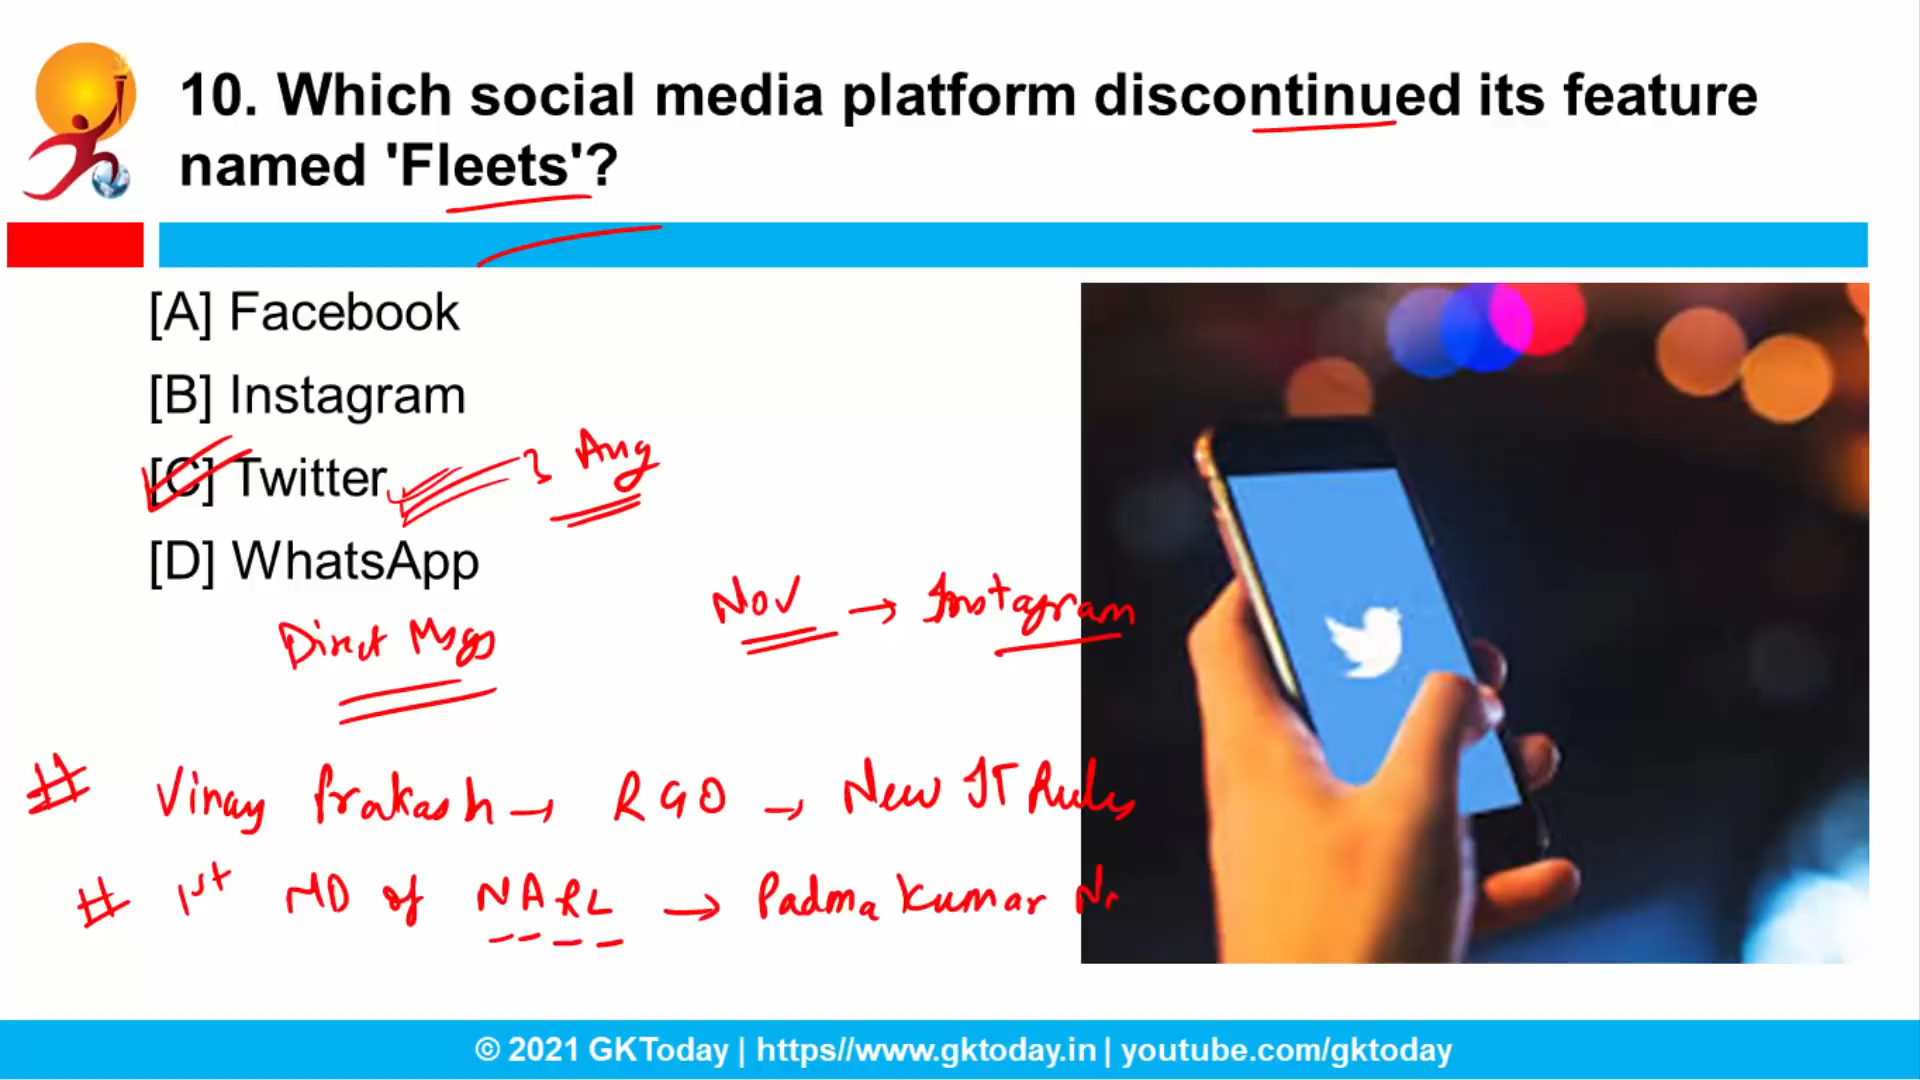 10. Which social media platform discontinued its feature
named 'Fleets'?
[A] Facebook
[B] Instagram
[C] Twitter 3 Aug
[D] WhatsApp
Nov → Instagram
Direct Msgs
# Vinay Prakash → RGO → New IT Rules
# 1st MD of NARL → Padma Kumar
© 2021 GKToday | https//www.gktoday.in | youtube.com/gktoday